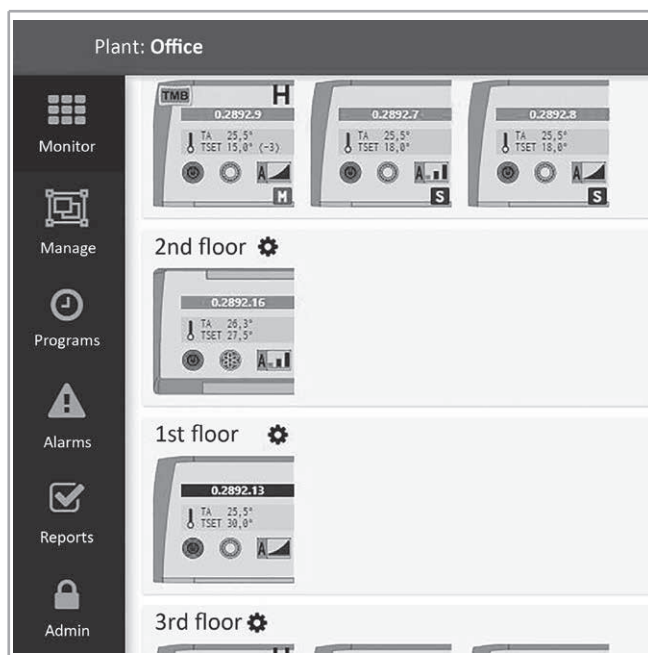 Plant: Office
Monitor
Manage
Programs
Alarms
Reports
Admin
TMB H
0.2892.9
TA 25,5°
TSET 15,0° (-3)
A
M
0.2892.7
TA 25,5°
TSET 18,0°
A
S
0.2892.8
TA 25,5°
TSET 18,0°
A
S
2nd floor
0.2892.16
TA 26,3°
TSET 27,5°
A
1st floor
0.2892.13
TA 25,5°
TSET 30,0°
A
3rd floor
H